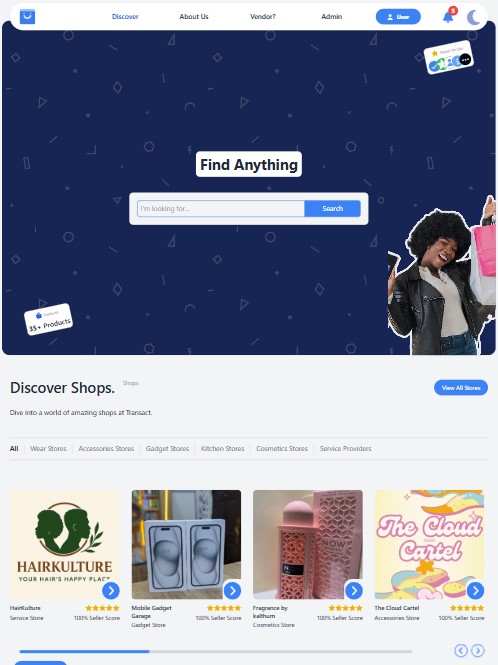 Discover
About Us
Vendor?
Admin
User
5
Find Anything
I'm looking for...
Search
35+ Products
Discover Shops.
Shops
View All Stores
Dive into a world of amazing shops at Transact.
All
Wear Stores
Accessories Stores
Gadget Stores
Kitchen Stores
Cosmetics Stores
Service Providers
HAIRKULTURE
YOUR HAIR'S HAPPY PLACE
NOW
The Cloud
Cartel
HairKulture
Service Store
100% Seller Score
Mobile Gadget
Garage
Gadget Store
100% Seller Score
Fragrance by
kalthum
Cosmetics Store
100% Seller Score
The Cloud Cartel
Accessories Store
100% Seller Score